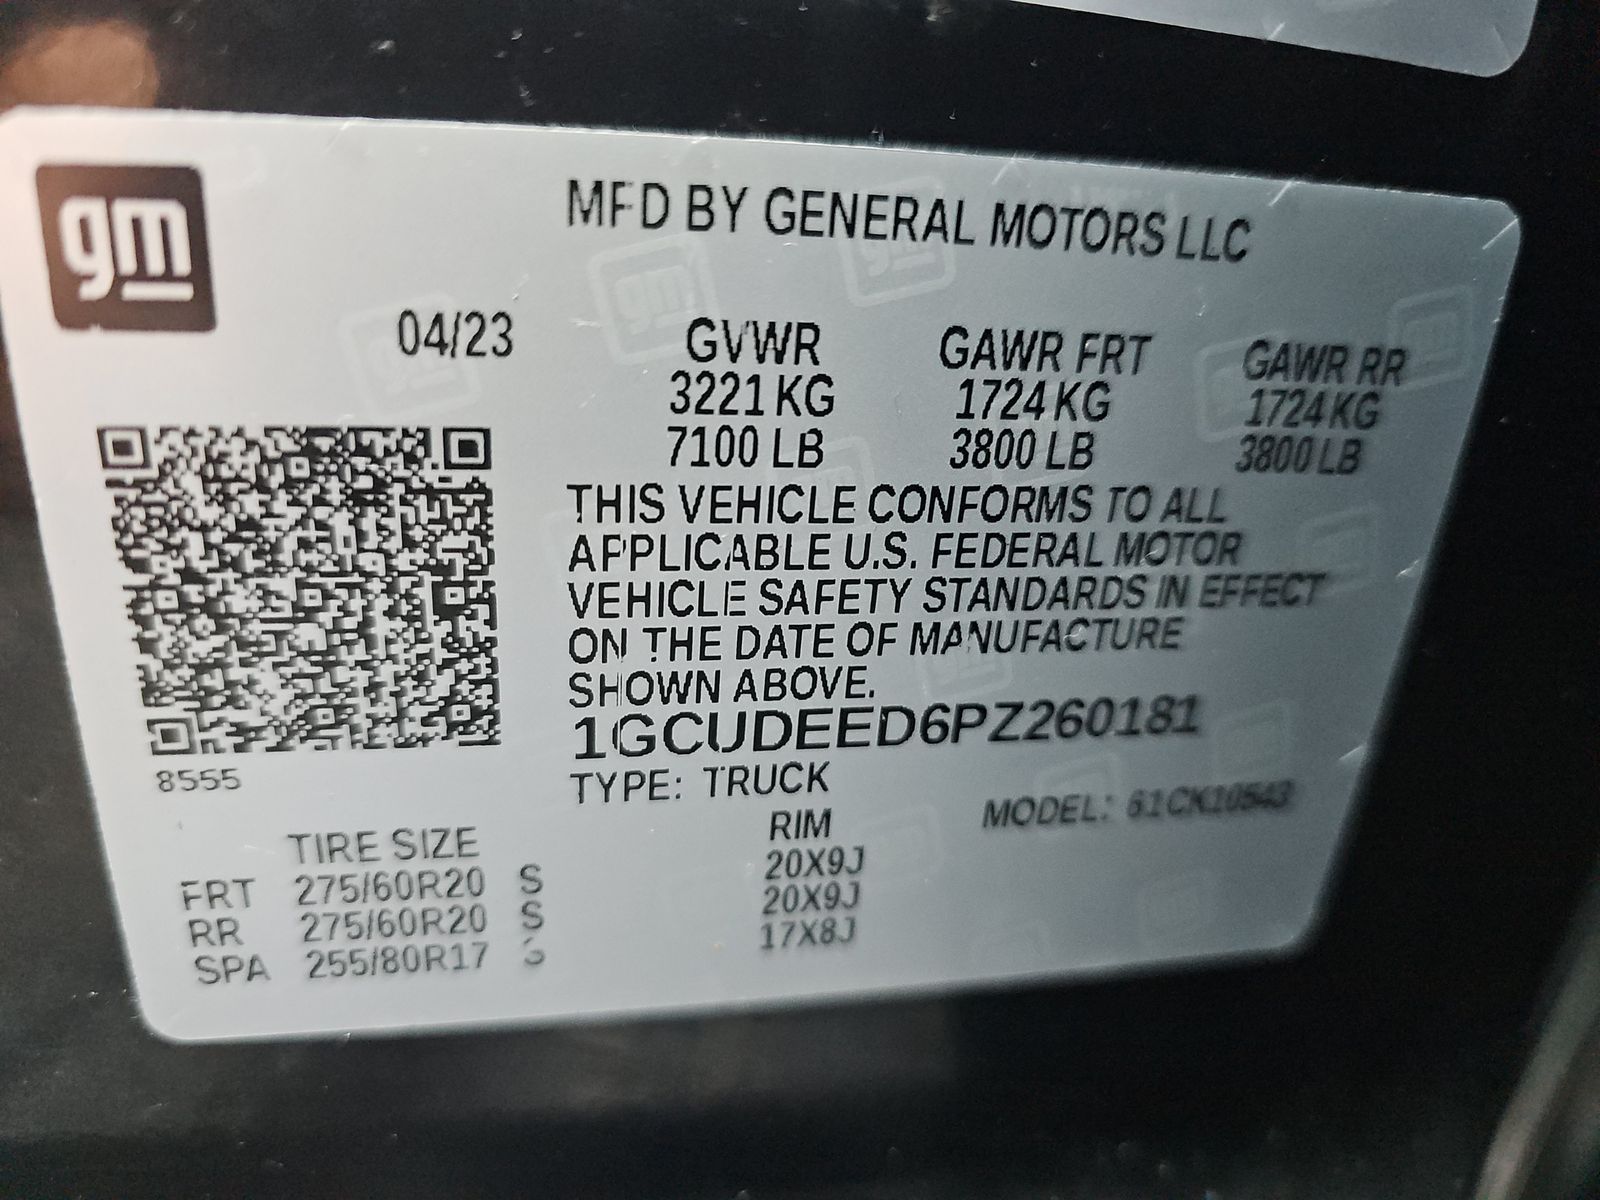 gm
MFD BY GENERAL MOTORS LLC
04/23
GVWR GAWR FRT GAWR RR
3221 KG 1724 KG 1724 KG
7100 LB 3800 LB 3800 LB
THIS VEHICLE CONFORMS TO ALL
APPLICABLE U.S. FEDERAL MOTOR
VEHICLE SAFETY STANDARDS IN EFFECT
ON THE DATE OF MANUFACTURE
SHOWN ABOVE.
1GCUDEED6PZ260181
8555
TYPE: TRUCK
MODEL: 61CK10543
TIRE SIZE RIM
FRT 275/60R20 S 20X9J
RR 275/60R20 S 20X9J
SPA 255/80R17 17X8J